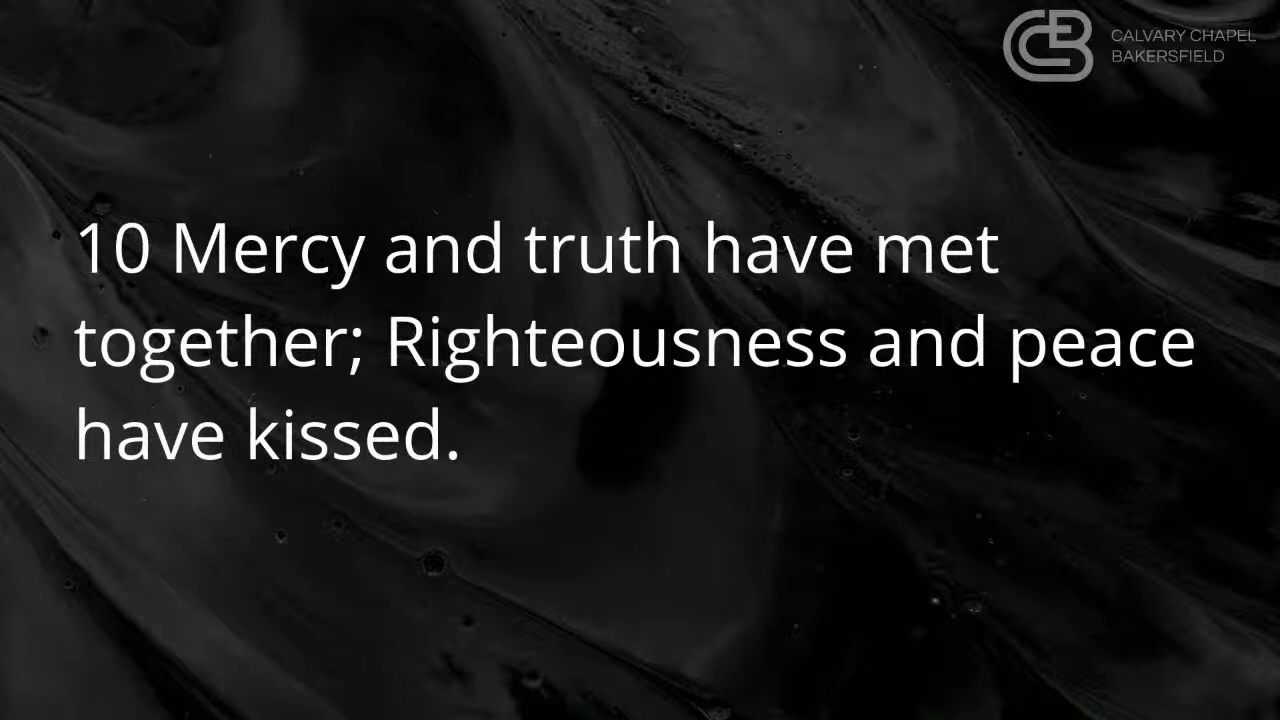 CALVARY CHAPEL
BAKERSFIELD
10 Mercy and truth have met
together; Righteousness and peace
have kissed.